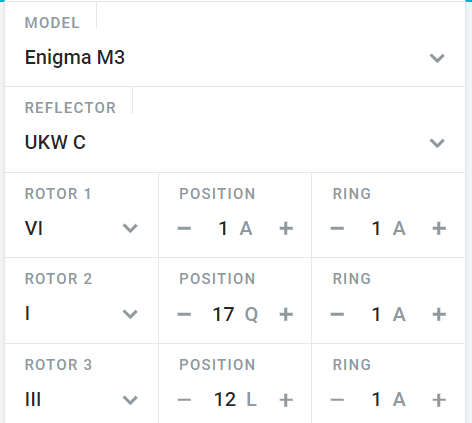 MODEL
Enigma M3
REFLECTOR
UKW C
ROTOR 1 POSITION RING
VI − 1 A + − 1 A +
ROTOR 2 POSITION RING
I − 17 Q + − 1 A +
ROTOR 3 POSITION RING
III − 12 L + − 1 A +